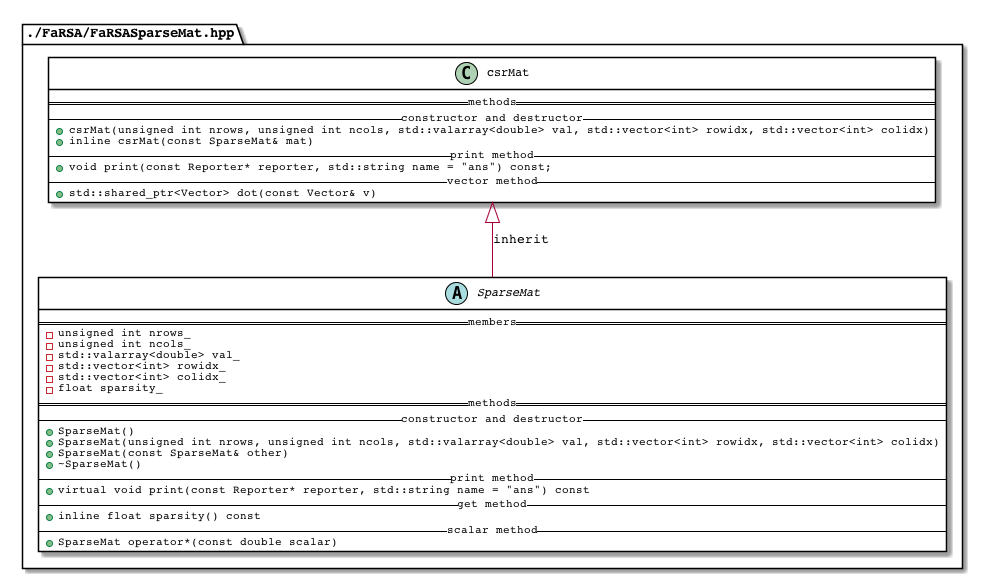 ./FaRSA/FaRSASparseMat.hpp
C csrMat
methods
constructor and destructor
csrMat(unsigned int nrows, unsigned int ncols, std::valarray<double> val, std::vector<int> rowidx, std::vector<int> colidx)
inline csrMat(const SparseMat& mat)
print method
void print(const Reporter* reporter, std::string name = "ans") const;
vector method
std::shared_ptr<Vector> dot(const Vector& v)
inherit
A SparseMat
members
unsigned int nrows_
unsigned int ncols_
std::valarray<double> val_
std::vector<int> rowidx_
std::vector<int> colidx_
float sparsity_
methods
constructor and destructor
SparseMat()
SparseMat(unsigned int nrows, unsigned int ncols, std::valarray<double> val, std::vector<int> rowidx, std::vector<int> colidx)
SparseMat(const SparseMat& other)
~SparseMat()
print method
virtual void print(const Reporter* reporter, std::string name = "ans") const
get method
inline float sparsity() const
scalar method
SparseMat operator*(const double scalar)